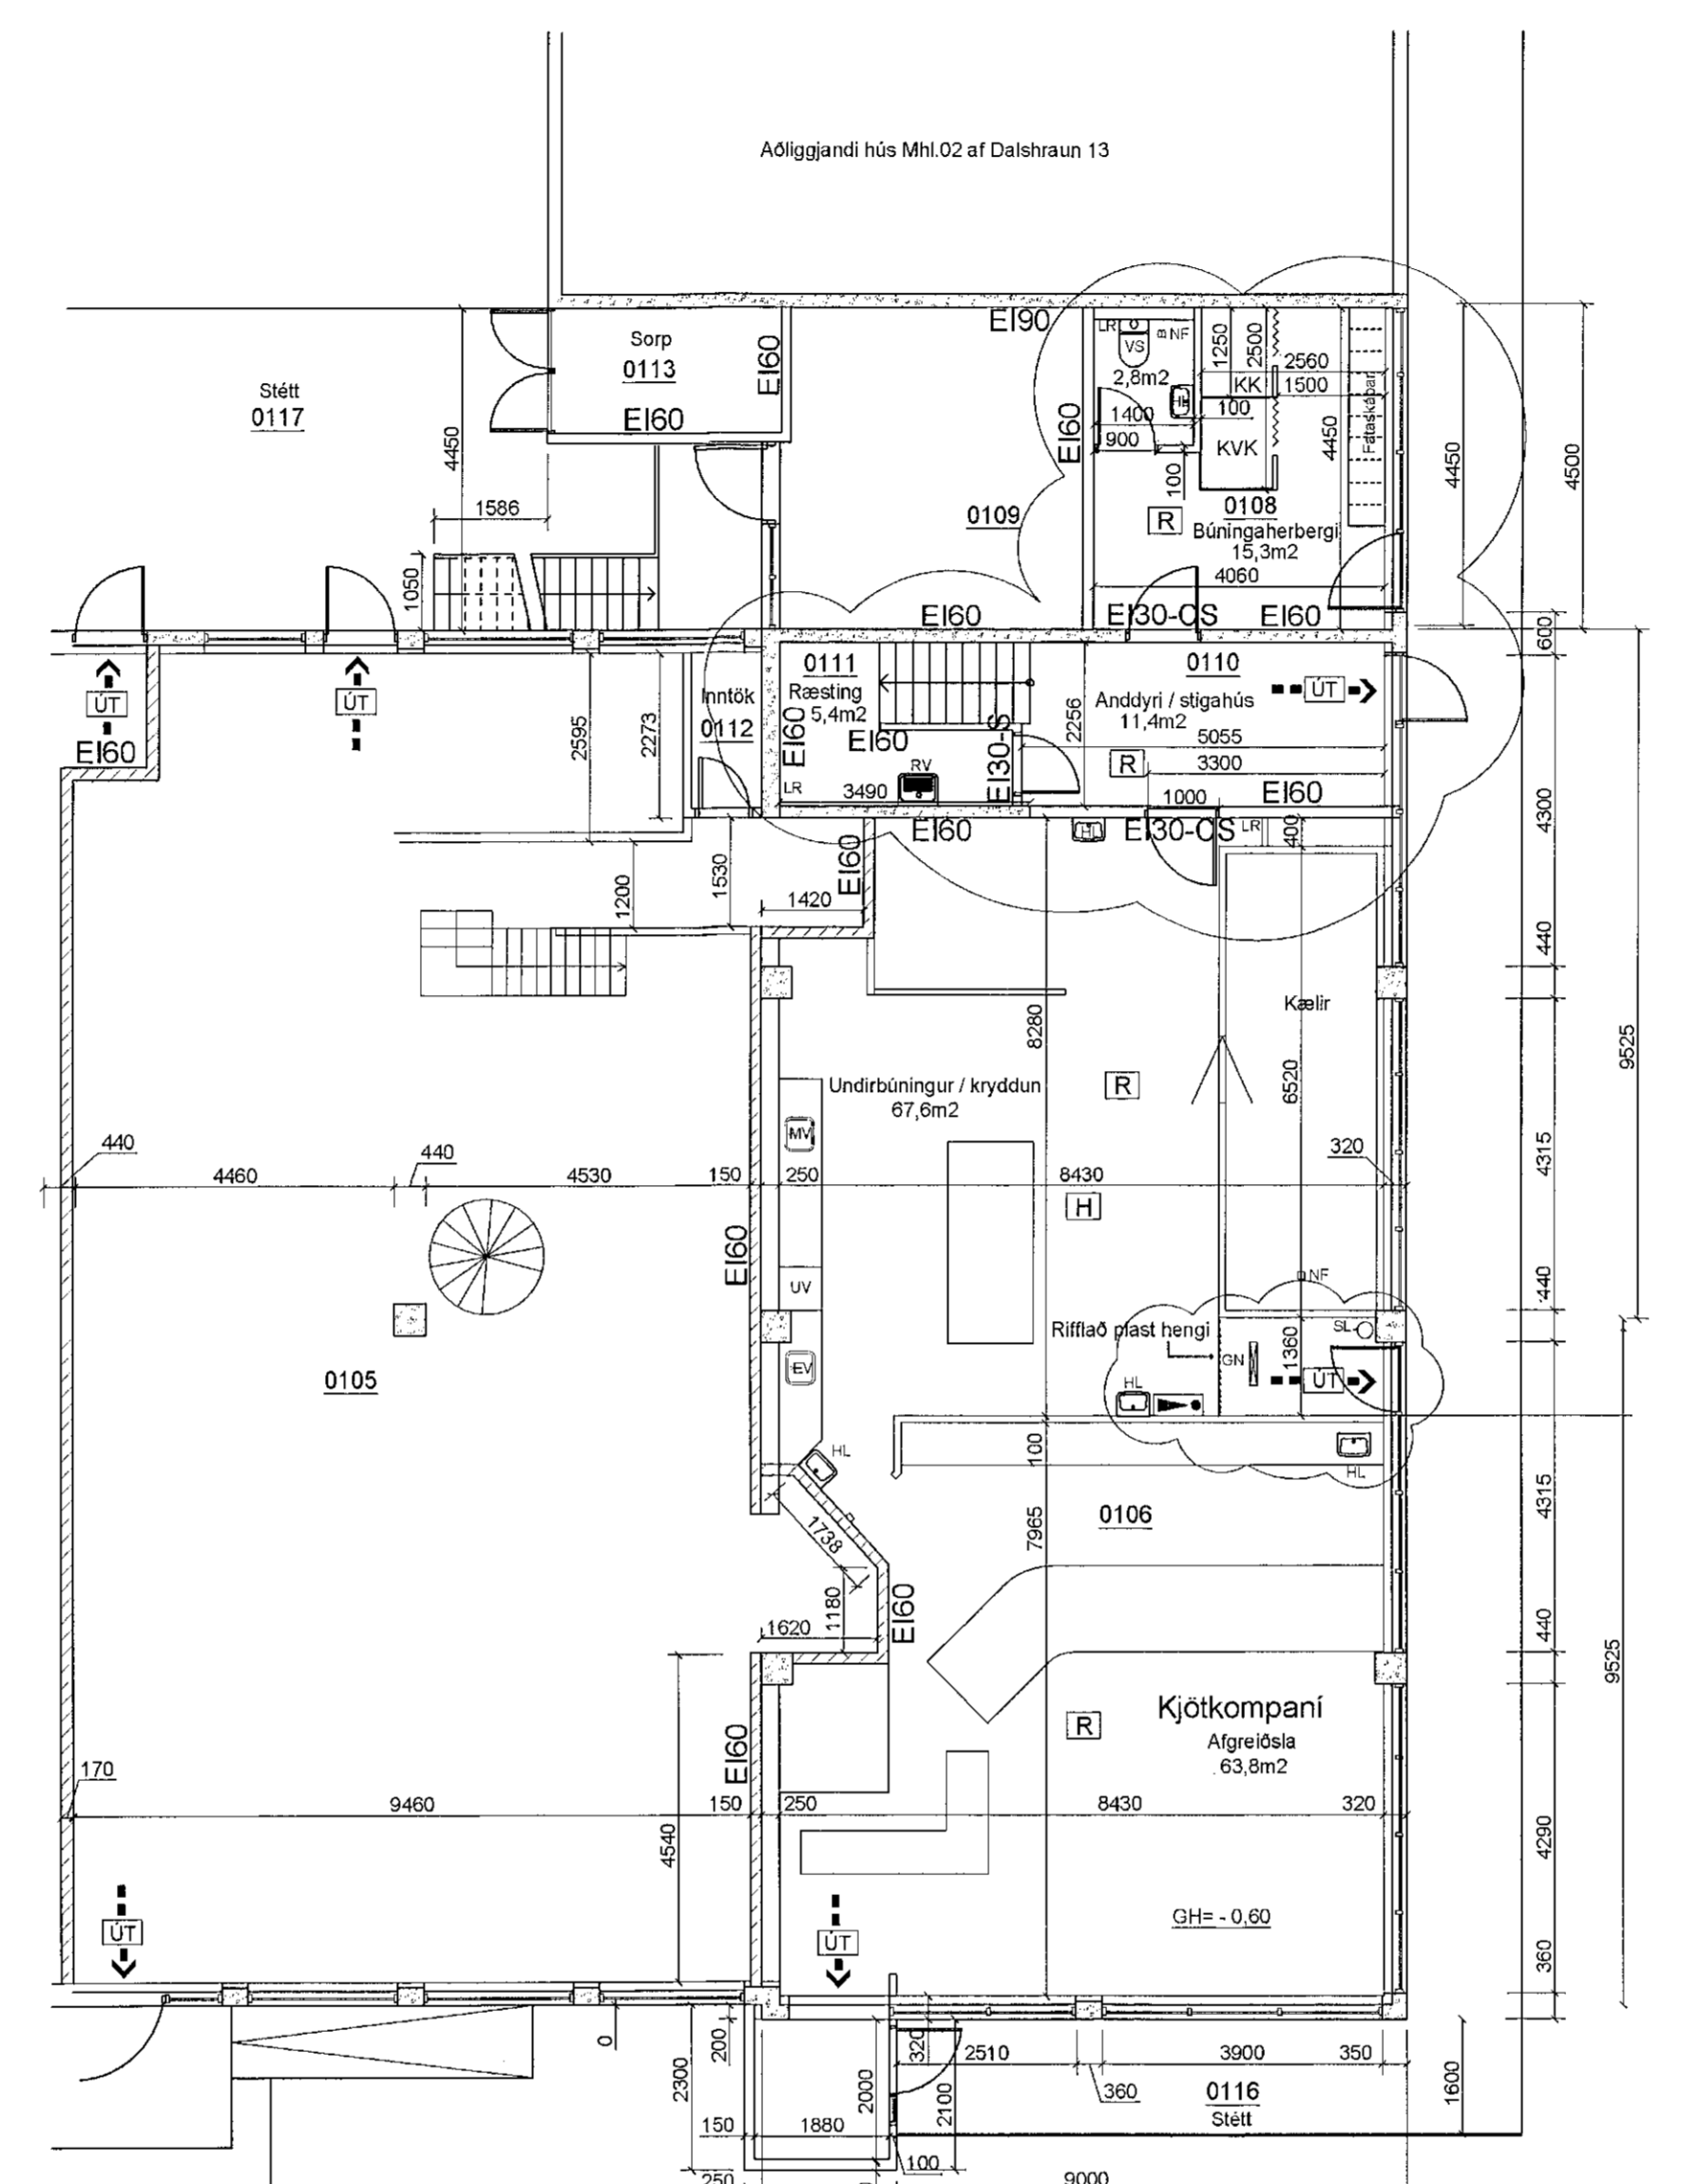 Aðliggjandi hús Mhl.02 af Dalshraun 13
EI90
Sorp
0113
EI60
EI60
Stétt
0117
4450
1586
1050
LR
VS
NF
2,8m2
HL
1400
900
100
1250
2500
KK
2560
1500
100
KVK
4450
Fataskápar
EI60
0109
R
0108
Búningaherbergi
15,3m2
4060
4450
4500
600
EI60
EI30-CS
EI60
ÚT
EI60
ÚT
2595
2273
Inntök
0112
0111
Ræsting
5,4m2
EI60
EI60
LR
3490
RV
EI30-S
2256
0110
Anddyri / stigahús
11,4m2
ÚT
5055
R
3300
1000
EI60
4300
EI60
HL
EI30-CS
LR
400
1200
1530
1420
EI60
440
Kælir
8280
9525
Undirbúningur / kryddun
67,6m2
R
6520
MV
440
4460
440
4530
150
250
8430
320
4315
H
EI60
UV
NF
440
Rifflað plast hengi
SL
GN
1360
ÚT
EV
HL
0105
HL
100
HL
0106
4315
7965
1738
1180
1620
EI60
440
9525
Kjötkompaní
Afgreiðsla
63,8m2
R
EI60
170
9460
150
250
8430
320
4540
4290
GH= - 0,60
ÚT
ÚT
360
0
200
2300
320
2000
2100
2510
3900
350
360
0116
Stétt
1600
150
1880
100
250
9000